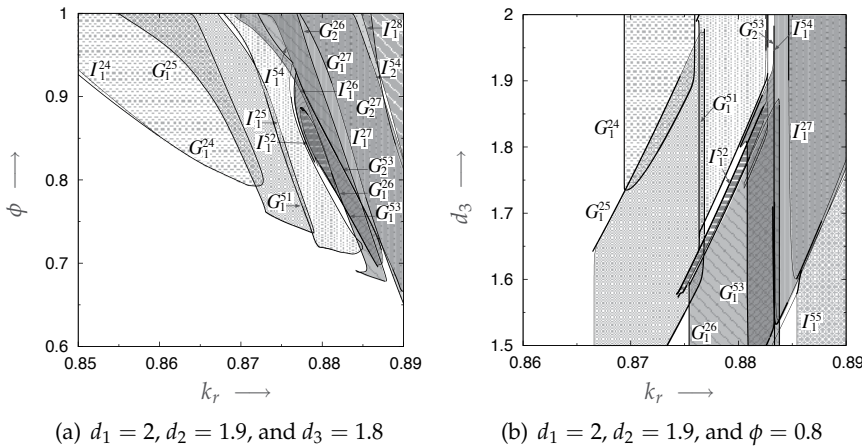 1
0.9
0.8
0.7
0.6
ϕ ⟶
0.85 0.86 0.87 0.88 0.89
k_r ⟶
I_1^{24} G_1^{25} I_1^{54} G_2^{26} I_1^{28}
G_1^{27} I_2^{54}
I_1^{26} G_2^{27}
I_1^{25}
I_1^{52} I_1^{27}
G_1^{24}
G_2^{53}
G_1^{51} G_1^{26}
G_1^{53}
(a) d_1 = 2, d_2 = 1.9, and d_3 = 1.8
2
1.9
1.8
1.7
1.6
1.5
d_3 ⟶
0.86 0.87 0.88 0.89
k_r ⟶
G_2^{53} I_1^{54}
G_1^{51}
G_1^{24} I_1^{27}
I_1^{52}
G_1^{25}
G_1^{53}
G_1^{26} I_1^{55}
(b) d_1 = 2, d_2 = 1.9, and ϕ = 0.8